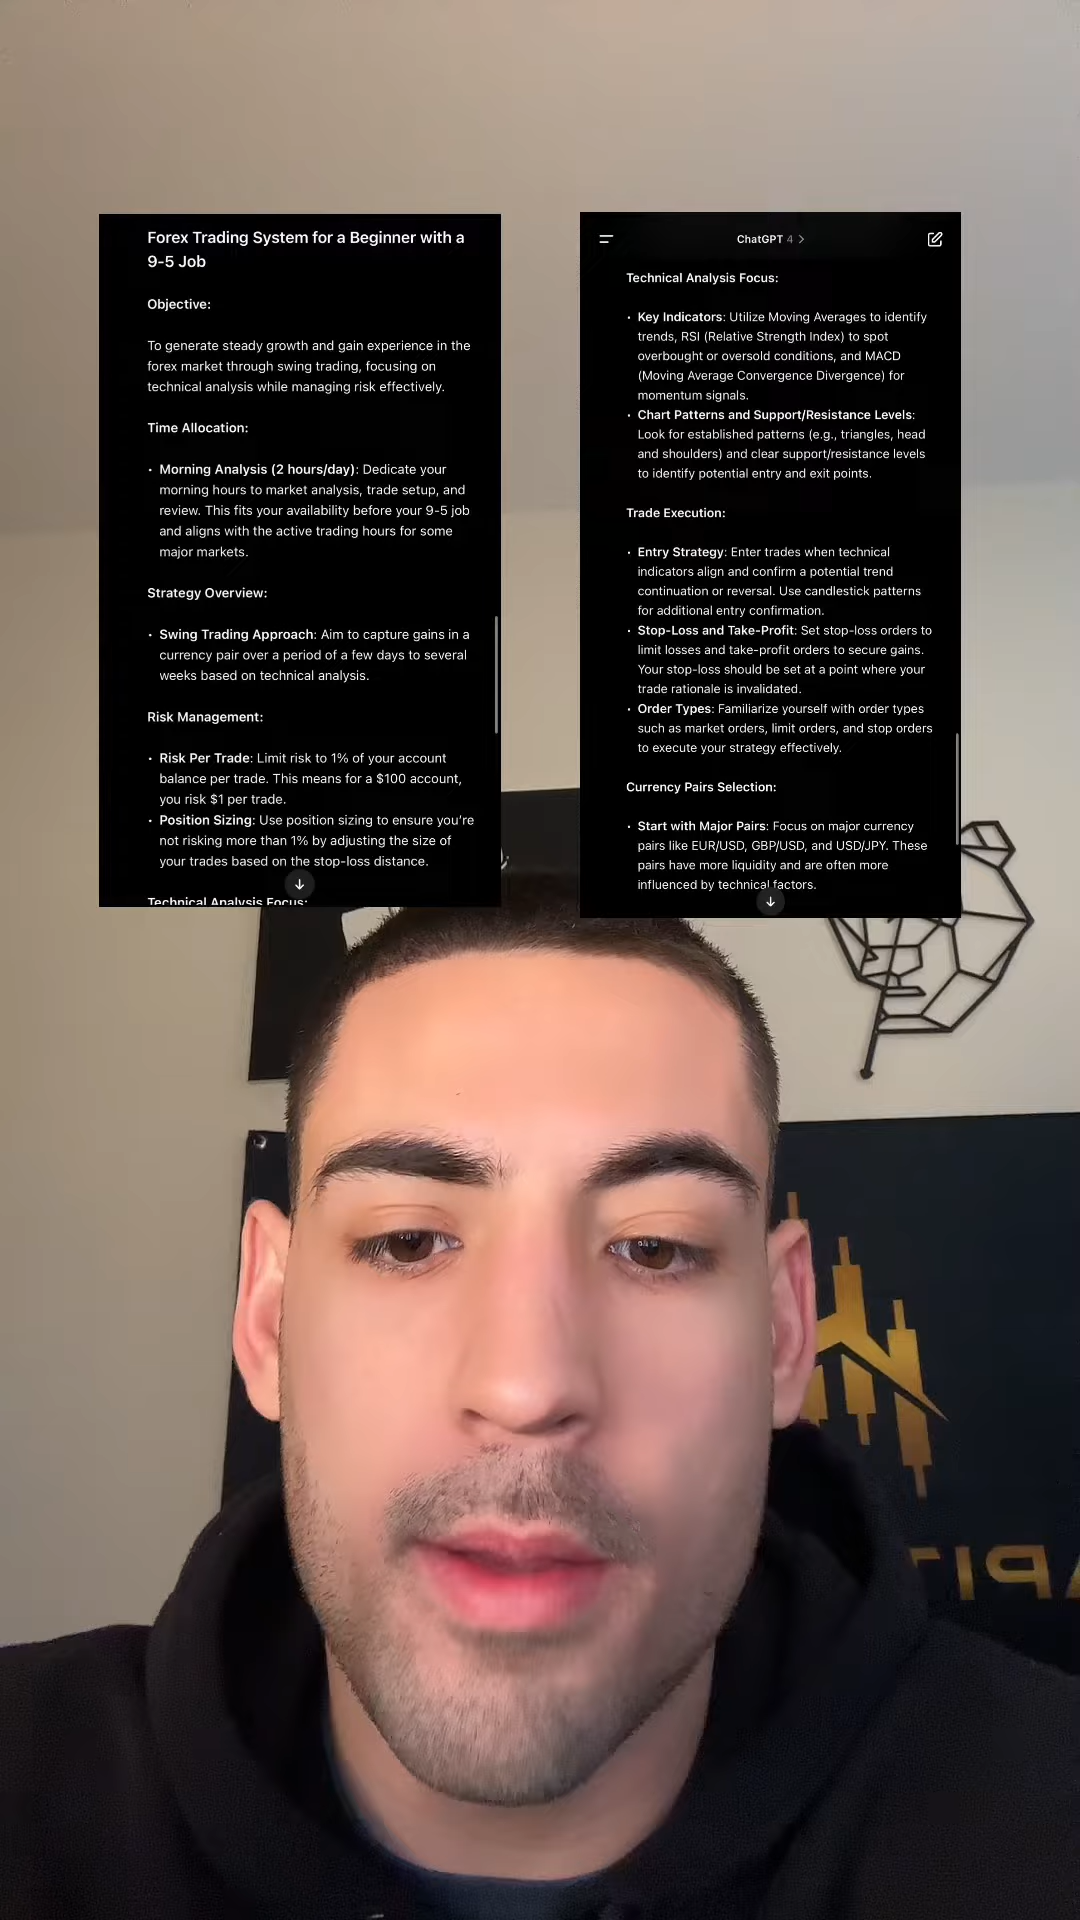 Forex Trading System for a Beginner with a
9-5 Job
Objective:
To generate steady growth and gain experience in the
forex market through swing trading, focusing on
technical analysis while managing risk effectively.
Time Allocation:
• Morning Analysis (2 hours/day): Dedicate your
morning hours to market analysis, trade setup, and
review. This fits your availability before your 9-5 job
and aligns with the active trading hours for some
major markets.
Strategy Overview:
• Swing Trading Approach: Aim to capture gains in a
currency pair over a period of a few days to several
weeks based on technical analysis.
Risk Management:
• Risk Per Trade: Limit risk to 1% of your account
balance per trade. This means for a $100 account,
you risk $1 per trade.
• Position Sizing: Use position sizing to ensure you're
not risking more than 1% by adjusting the size of
your trades based on the stop-loss distance.
Technical Analysis Focus:
ChatGPT 4 >
Technical Analysis Focus:
• Key Indicators: Utilize Moving Averages to identify
trends, RSI (Relative Strength Index) to spot
overbought or oversold conditions, and MACD
(Moving Average Convergence Divergence) for
momentum signals.
• Chart Patterns and Support/Resistance Levels:
Look for established patterns (e.g., triangles, head
and shoulders) and clear support/resistance levels
to identify potential entry and exit points.
Trade Execution:
• Entry Strategy: Enter trades when technical
indicators align and confirm a potential trend
continuation or reversal. Use candlestick patterns
for additional entry confirmation.
• Stop-Loss and Take-Profit: Set stop-loss orders to
limit losses and take-profit orders to secure gains.
Your stop-loss should be set at a point where your
trade rationale is invalidated.
• Order Types: Familiarize yourself with order types
such as market orders, limit orders, and stop orders
to execute your strategy effectively.
Currency Pairs Selection:
• Start with Major Pairs: Focus on major currency
pairs like EUR/USD, GBP/USD, and USD/JPY. These
pairs have more liquidity and are often more
influenced by technical factors.